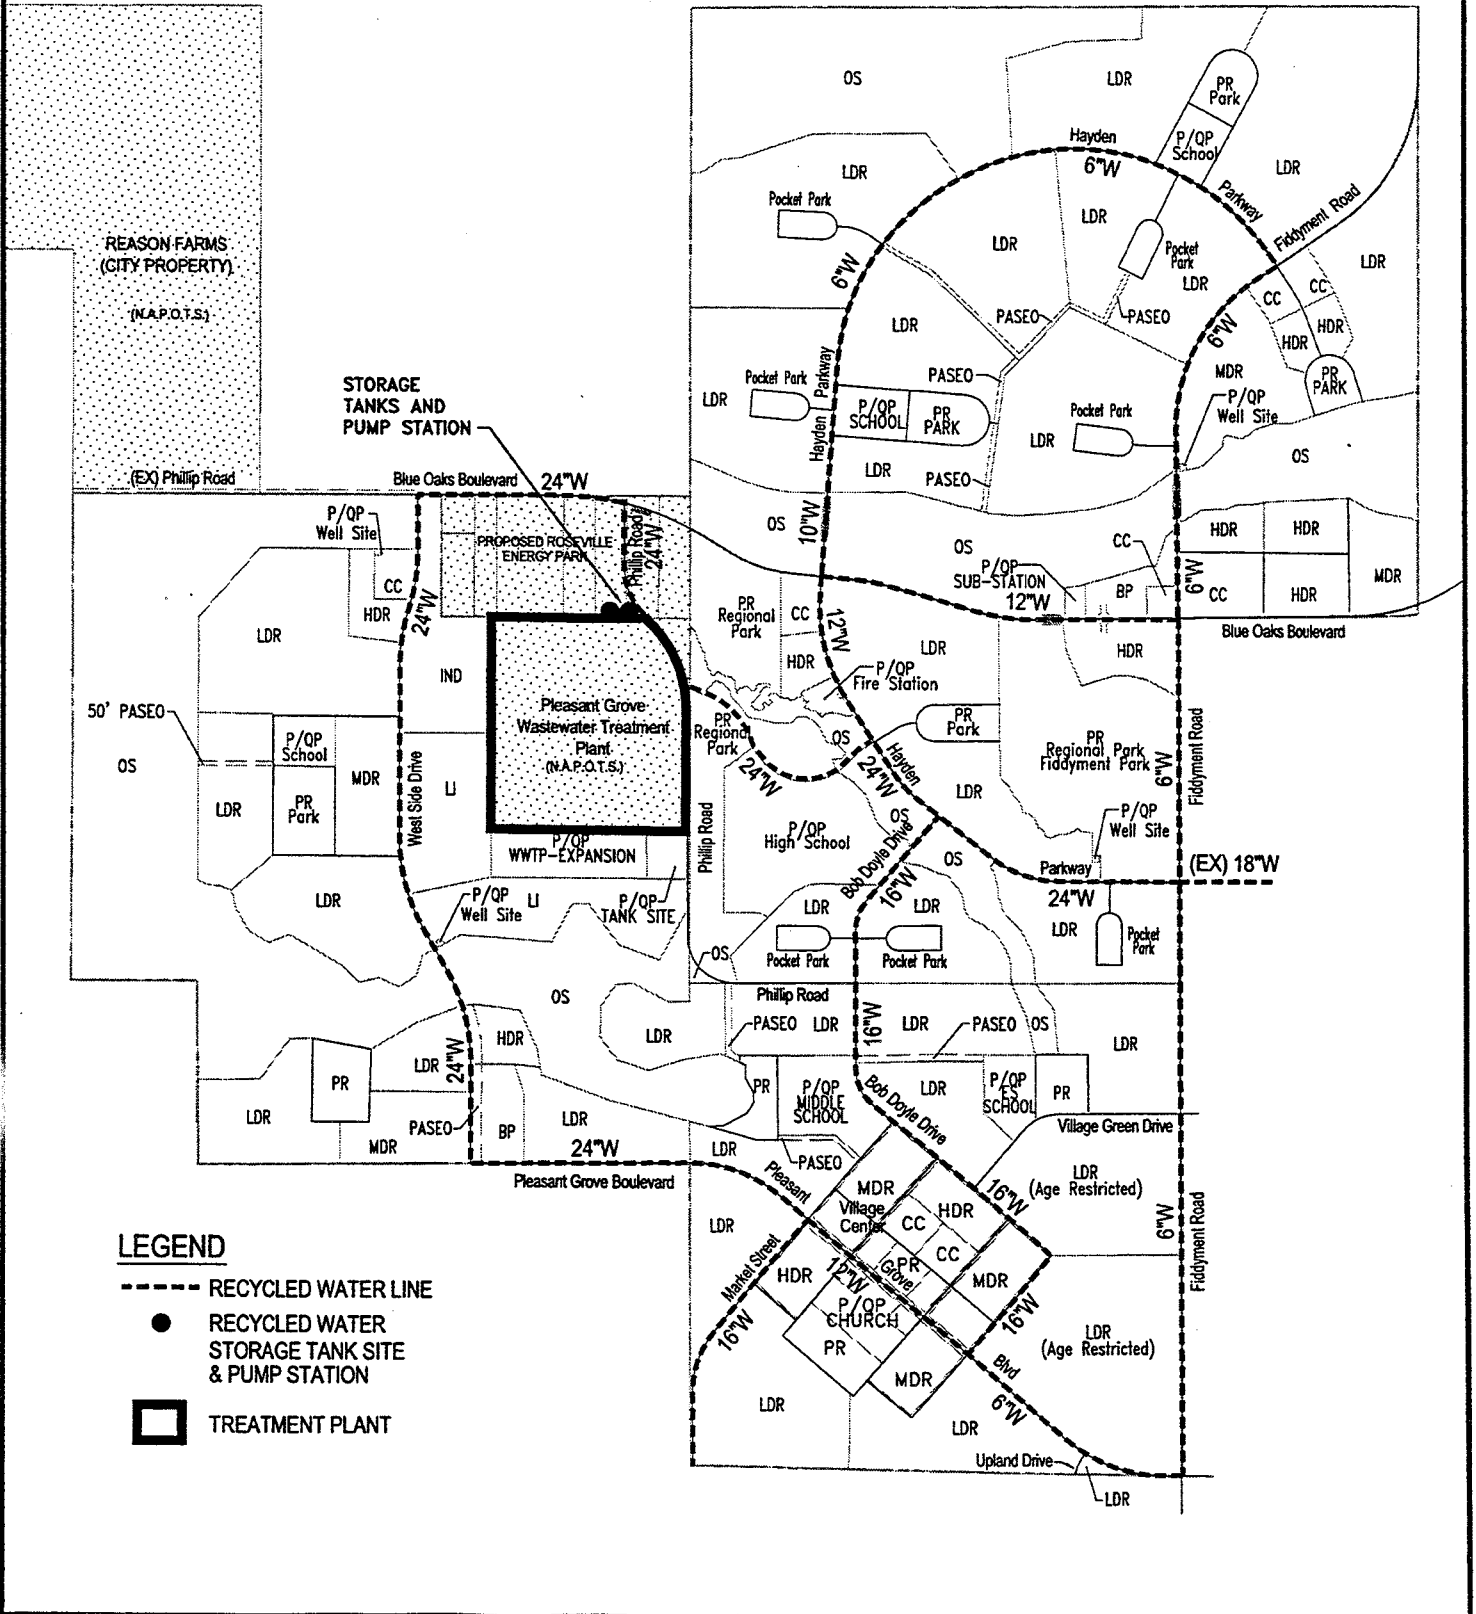 OS
LDR
PR
Park
P/QP
School
Hayden
6"W
LDR
LDR
Parkway
Fiddyment Road
Pocket Park
LDR
LDR
Pocket
Park
LDR
LDR
6"W
CC
CC
HDR
HDR
6"W
PASEO
PASEO
LDR
REASON FARMS
(CITY PROPERTY)
(N.A.P.O.T.S.)
MDR
PR
PARK
Parkway
PASEO
Pocket Park
LDR
P/QP
SCHOOL
PR
PARK
Pocket Park
LDR
P/QP
Well Site
STORAGE
TANKS AND
PUMP STATION
Hayden
LDR
PASEO
OS
(EX) Phillip Road
Blue Oaks Boulevard
24"W
P/QP
Well Site
PROPOSED ROSEVILLE
ENERGY PARK
Phillip Road
24"W
OS
10"W
OS
CC
HDR
HDR
P/QP
SUB-STATION
12"W
BP
6"W
CC
HDR
MDR
Blue Oaks Boulevard
CC
HDR
24"W
LDR
PR
Regional
Park
CC
12"W
HDR
LDR
HDR
IND
P/QP
Fire Station
50' PASEO
OS
P/QP
School
MDR
LDR
PR
Park
West Side Drive
LI
Pleasant Grove
Wastewater Treatment
Plant
(N.A.P.O.T.S.)
PR
Regional
Park
24"W
OS
24"W
Hayden
PR
Park
PR
Regional Park
Fiddyment Park
6"W
Fiddyment Road
LDR
P/QP
WWTP-EXPANSION
Phillip Road
P/QP
High School
OS
Bob Doyle Drive
16"W
OS
P/QP
Well Site
Parkway
24"W
(EX) 18"W
LDR
P/QP
Well Site
LI
P/QP
TANK SITE
LDR
LDR
LDR
Pocket
Park
Pocket Park
Pocket Park
OS
OS
Phillip Road
LDR
PASEO
LDR
16"W
LDR
PASEO
OS
LDR
HDR
LDR
24"W
PR
LDR
MDR
PASEO
BP
LDR
24"W
Pleasant Grove Boulevard
PR
P/QP
MIDDLE
SCHOOL
Bob Doyle Drive
LDR
P/QP
ES
SCHOOL
PR
Village Green Drive
LDR
PASEO
Pleasant
MDR
16"W
LDR
(Age Restricted)
6"W
Fiddyment Road
Village
Center
CC
HDR
LDR
Market Street
16"W
HDR
12"W
Grove
PR
CC
MDR
P/QP
CHURCH
16"W
PR
LDR
(Age Restricted)
MDR
Blvd
6"W
LDR
LDR
Upland Drive
LDR
LEGEND
RECYCLED WATER LINE
RECYCLED WATER
STORAGE TANK SITE
& PUMP STATION
TREATMENT PLANT